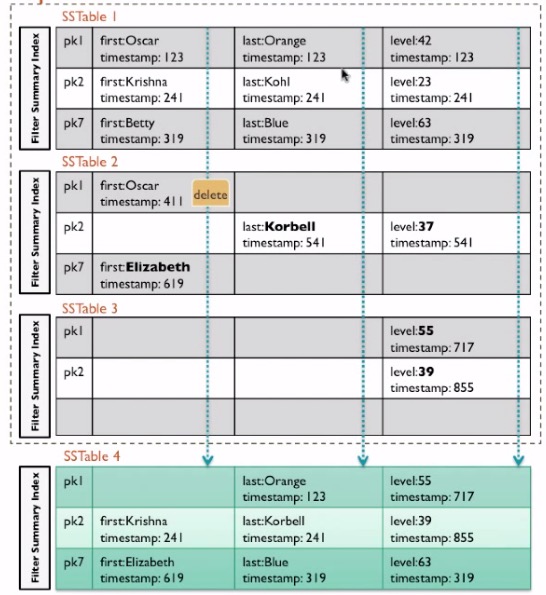 SSTable 1
Filter Summary Index
pk1 first:Oscar last:Orange level:42
timestamp: 123 timestamp: 123 timestamp: 123
pk2 first:Krishna last:Kohl level:23
timestamp: 241 timestamp: 241 timestamp: 241
pk7 first:Betty last:Blue level:63
timestamp: 319 timestamp: 319 timestamp: 319
SSTable 2
Filter Summary Index
pk1 first:Oscar
timestamp: 411 delete
pk2 last:Korbell level:37
timestamp: 541 timestamp: 541
pk7 first:Elizabeth
timestamp: 619
SSTable 3
Filter Summary Index
pk1 level:55
timestamp: 717
pk2 level:39
timestamp: 855
SSTable 4
Filter Summary Index
pk1 last:Orange level:55
timestamp: 123 timestamp: 717
pk2 first:Krishna last:Korbell level:39
timestamp: 241 timestamp: 241 timestamp: 855
pk7 first:Elizabeth last:Blue level:63
timestamp: 619 timestamp: 319 timestamp: 319